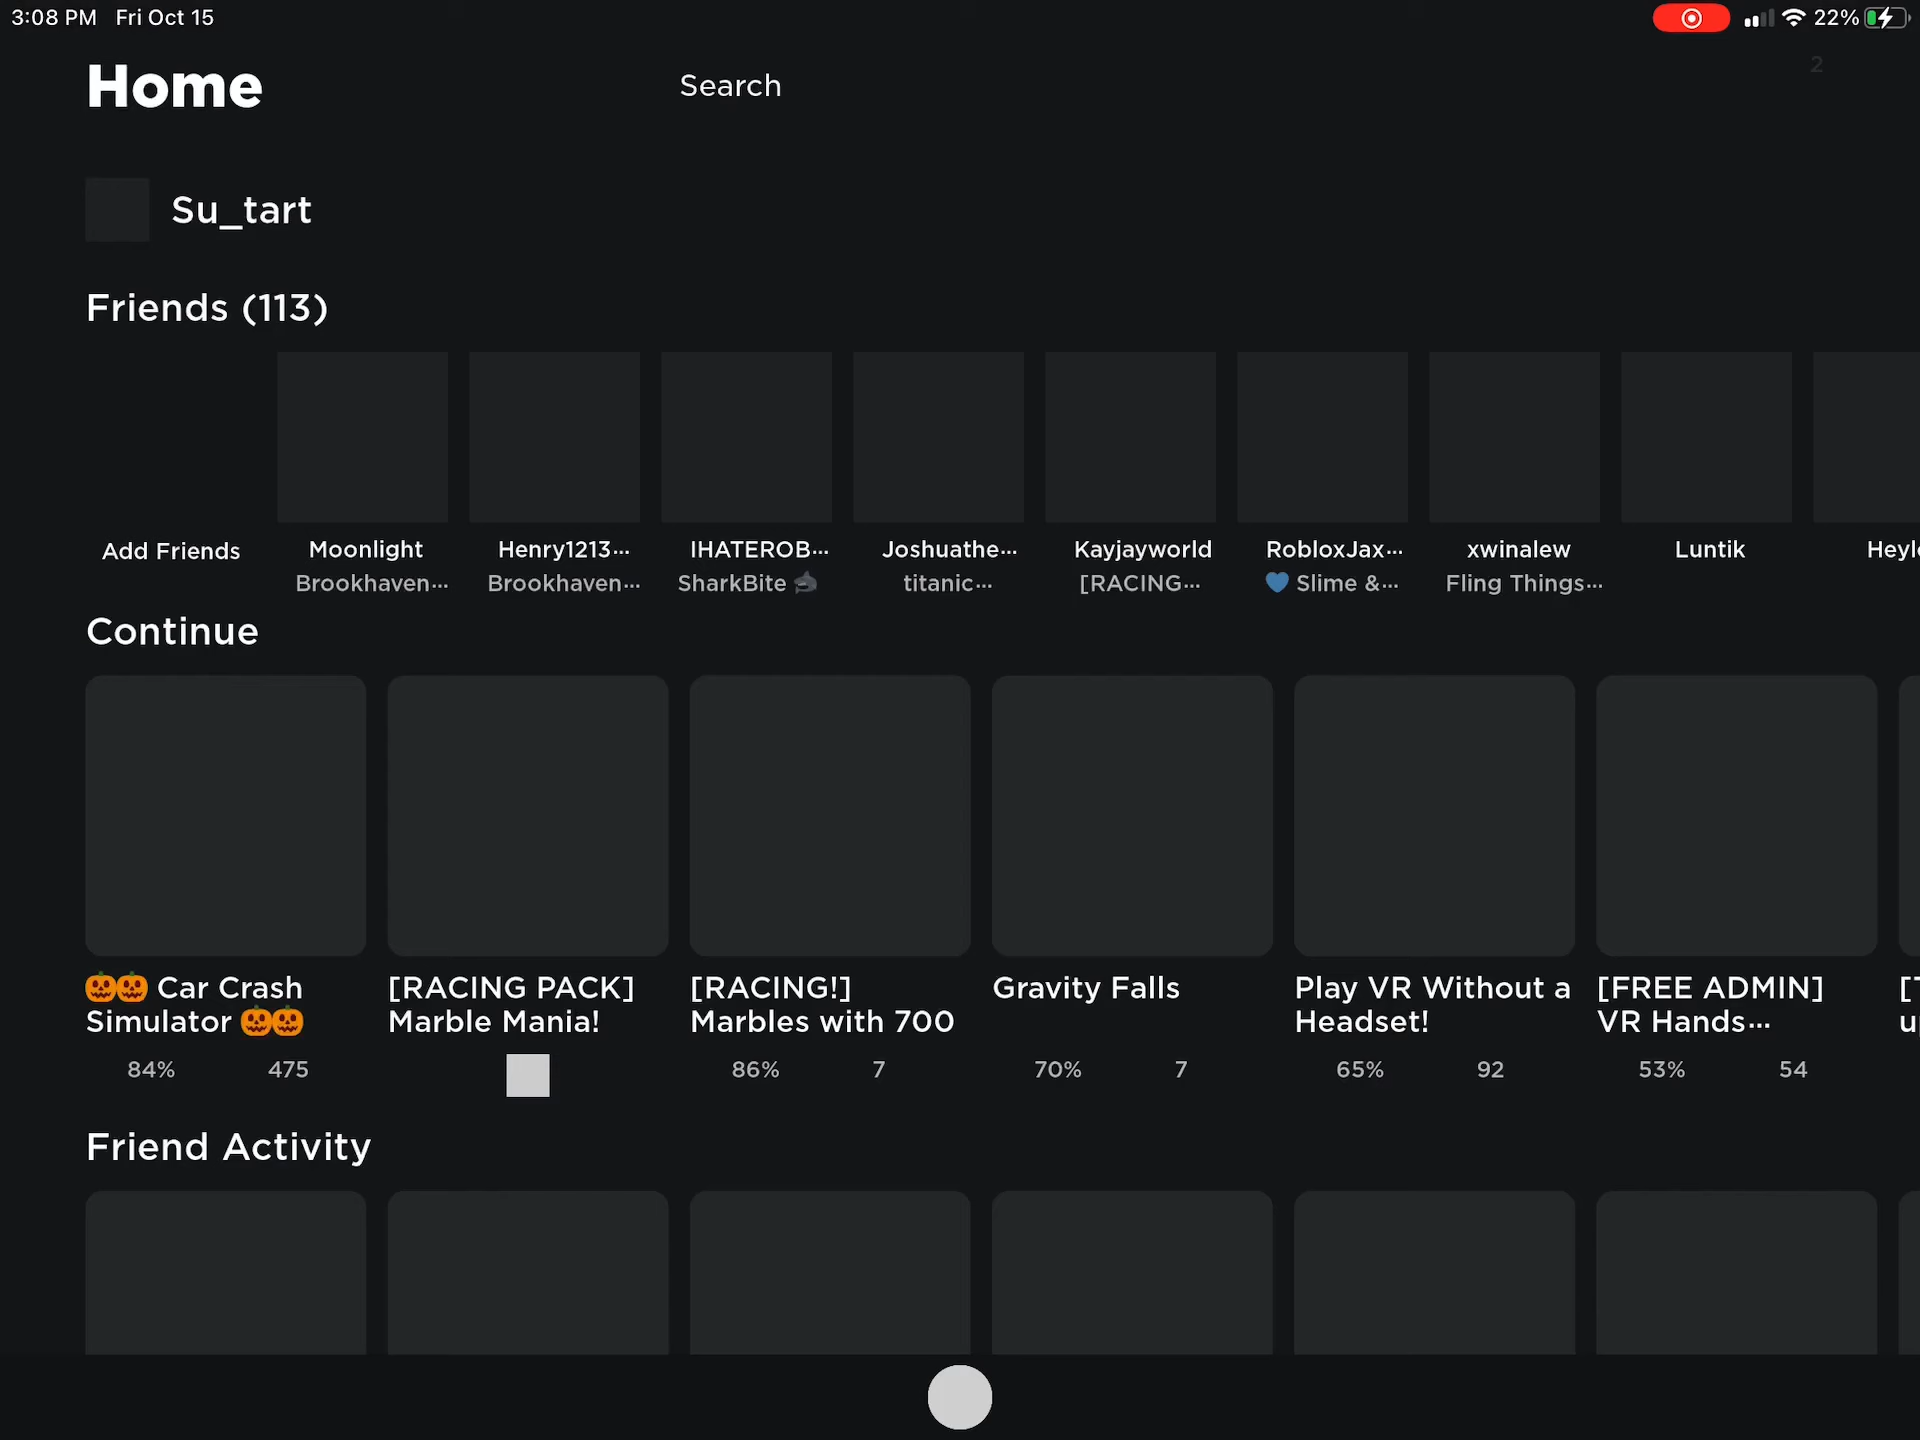 3:08 PM Fri Oct 15
22%
2
Home
Search
Su_tart
Friends (113)
Add Friends
Moonlight
Brookhaven...
Henry1213...
Brookhaven...
IHATEROB...
SharkBite 🦈
Joshuathe...
titanic...
Kayjayworld
[RACING...
RobloxJax...
💙 Slime &...
xwinalew
Fling Things...
Luntik
Continue
🎃🎃 Car Crash
Simulator 🎃🎃
84% 475
[RACING PACK]
Marble Mania!
[RACING!]
Marbles with 700
86% 7
Gravity Falls
70% 7
Play VR Without a
Headset!
65% 92
[FREE ADMIN]
VR Hands...
53% 54
Friend Activity